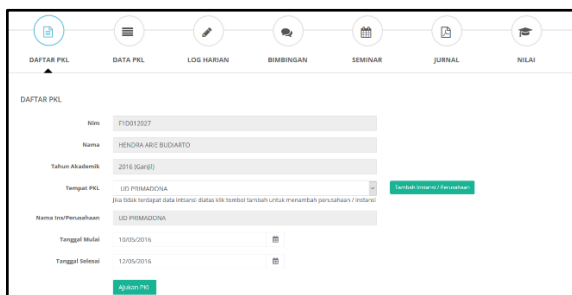 DAFTAR PKL DATA PKL LOG HARIAN BIMBINGAN SEMINAR JURNAL NILAI
DAFTAR PKL
Nim F1D012027
Nama HENDRA ARIE BUDIARTO
Tahun Akademik 2016 (Ganjil)
Tempat PKL UD PRIMADONA Tambah Intansi / Perusahaan
Jika tidak terdapat data intsansi diatas klik tombol tambah untuk menambah perusahaan / instansi
Nama Ins/Perusahaan UD PRIMADONA
Tanggal Mulai 10/05/2016
Tanggal Selesai 12/05/2016
Ajukan PKL